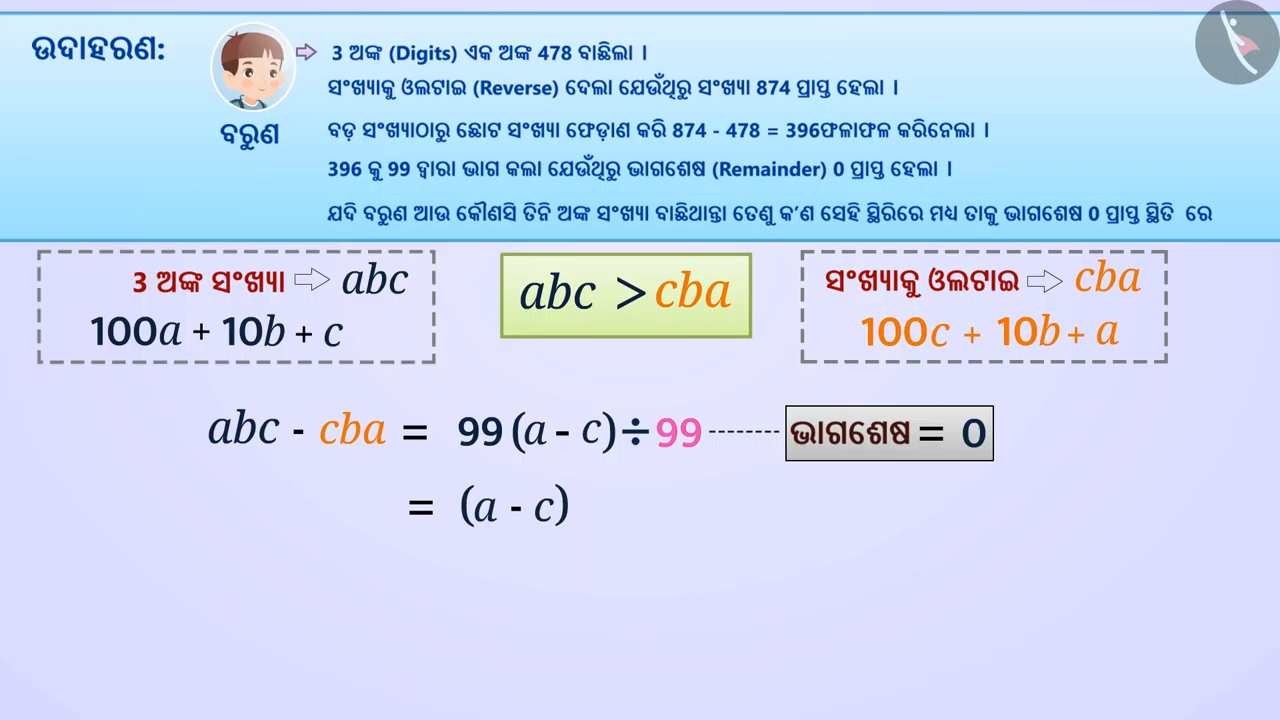 ଉଦାହରଣ:
ବରୁଣ
3 ଅଙ୍କ (Digits) ଏକ ଅଙ୍କ 478 ବାଛିଲା ।
ସଂଖ୍ୟାକୁ ଓଲଟାଇ (Reverse) ଦେଲା ଯେଉଁଥିରୁ ସଂଖ୍ୟା 874 ପ୍ରାପ୍ତ ହେଲା ।
ବଡ଼ ସଂଖ୍ୟାଠାରୁ ଛୋଟ ସଂଖ୍ୟା ଫେଡ଼ାଣ କରି 874 - 478 = 396ଫଳାଫଳ କରିନେଲା ।
396 କୁ 99 ଦ୍ୱାରା ଭାଗ କଲା ଯେଉଁଥିରୁ ଭାଗଶେଷ (Remainder) 0 ପ୍ରାପ୍ତ ହେଲା ।
ଯଦି ବରୁଣ ଆଉ କୌଣସି ତିନି ଅଙ୍କ ସଂଖ୍ୟା ବାଛିଥାନ୍ତା ତେଣୁ କ'ଣ ସେହି ସ୍ଥିରିରେ ମଧ୍ୟ ତାକୁ ଭାଗଶେଷ 0 ପ୍ରାପ୍ତ ସ୍ଥିତି ରେ
3 ଅଙ୍କ ସଂଖ୍ୟା ⇨ abc
100a + 10b + c
abc > cba
ସଂଖ୍ୟାକୁ ଓଲଟାଇ ⇨ cba
100c + 10b + a
abc - cba = 99 (a - c) ÷ 99 -------- ଭାଗଶେଷ = 0
= (a - c)